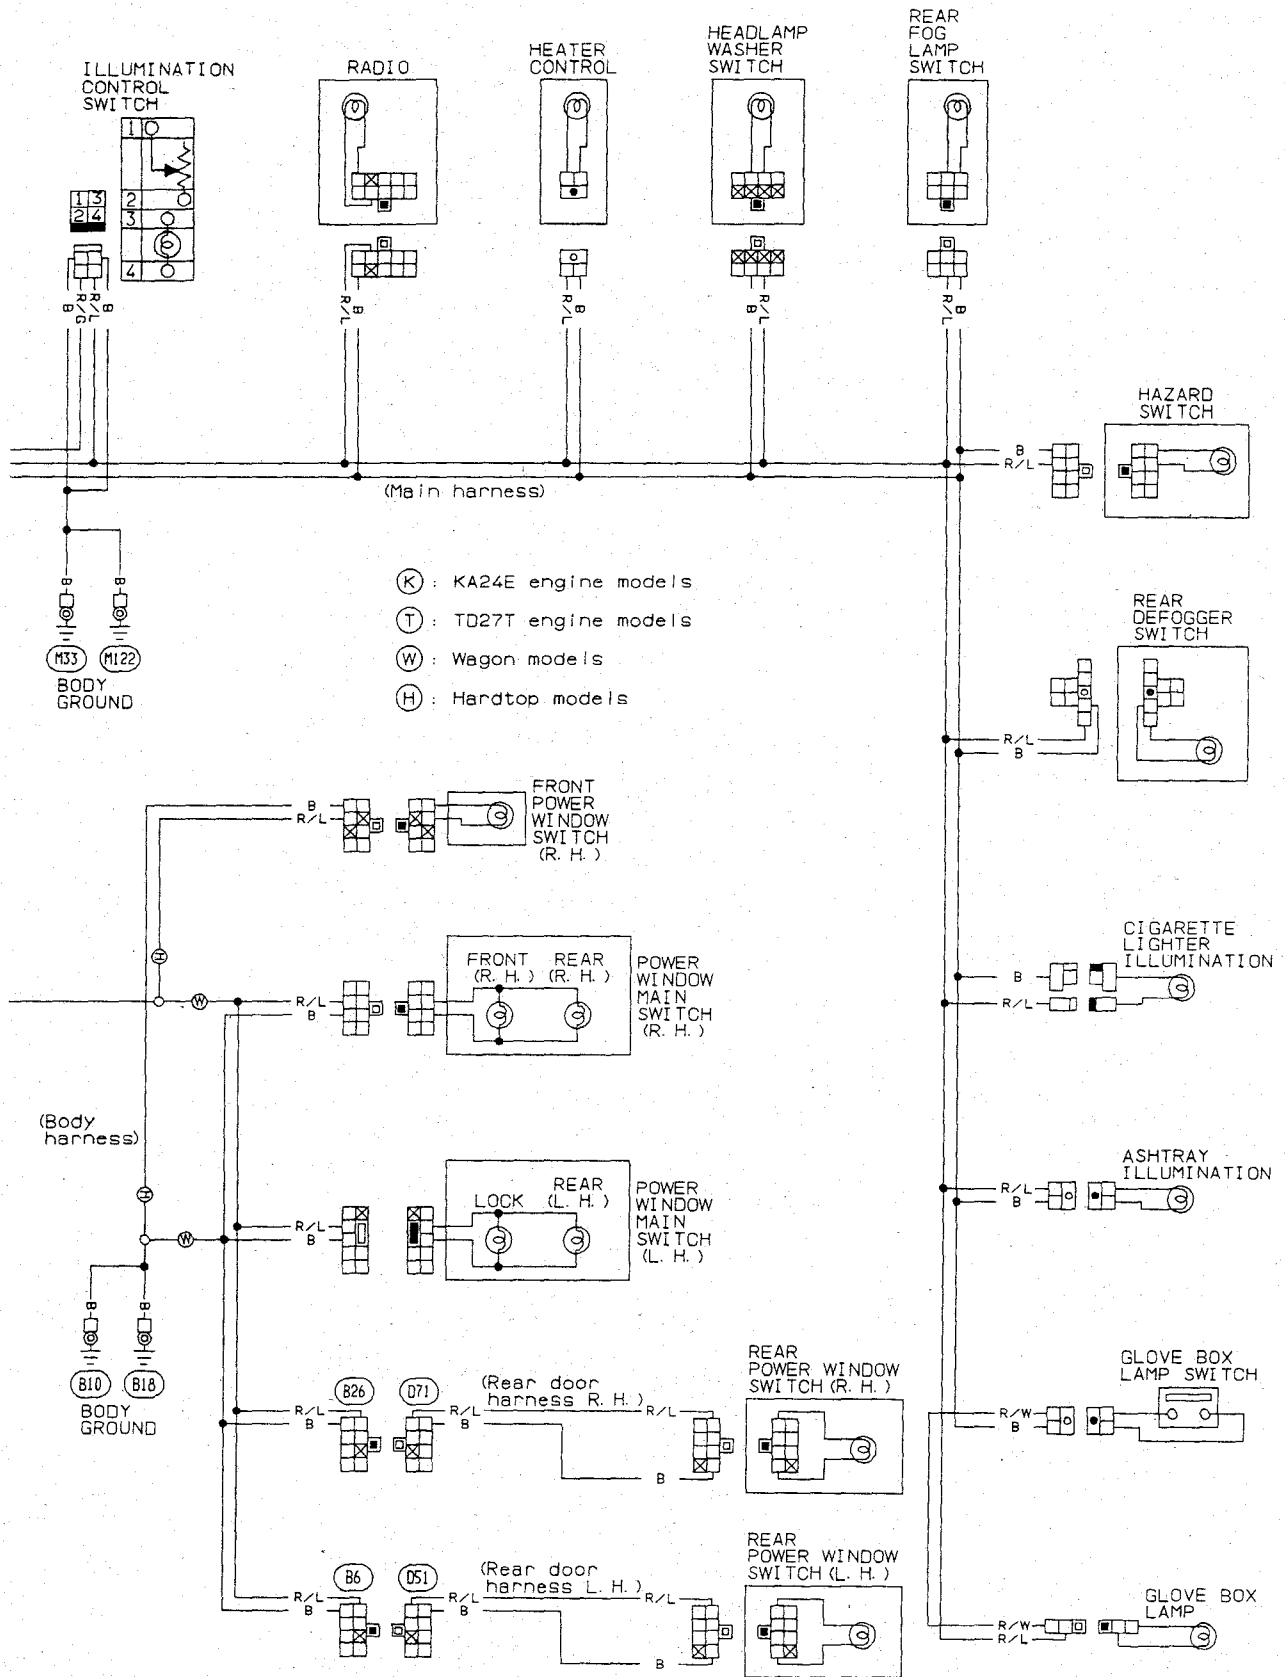 ILLUMINATION
CONTROL
SWITCH
RADIO
HEATER
CONTROL
HEADLAMP
WASHER
SWITCH
REAR
FOG
LAMP
SWITCH
1
2
3
4
1 3
2 4
B
R/G
R/L
B
R/L
B
R/L
B
B
R/L
R/L
B
HAZARD
SWITCH
B
R/L
(Main harness)
B
B
M33
M122
BODY
GROUND
K : KA24E engine models
T : TD27T engine models
W : Wagon models
H : Hardtop models
REAR
DEFOGGER
SWITCH
R/L
B
FRONT
POWER
WINDOW
SWITCH
(R. H.)
B
R/L
H
W
R/L
B
FRONT REAR
(R. H.) (R. H.)
POWER
WINDOW
MAIN
SWITCH
(R. H.)
CIGARETTE
LIGHTER
ILLUMINATION
B
R/L
(Body
harness)
H
W
R/L
B
LOCK
REAR
(L. H.)
POWER
WINDOW
MAIN
SWITCH
(L. H.)
ASHTRAY
ILLUMINATION
R/L
B
B
B
B10
B18
BODY
GROUND
B26
D71
R/L
B
R/L
B
(Rear door
harness R. H.)
R/L
B
REAR
POWER WINDOW
SWITCH (R. H.)
GLOVE BOX
LAMP SWITCH
R/W
B
B6
D51
R/L
B
R/L
B
(Rear door
harness L. H.)
R/L
B
REAR
POWER WINDOW
SWITCH (L. H.)
GLOVE BOX
LAMP
R/W
R/L